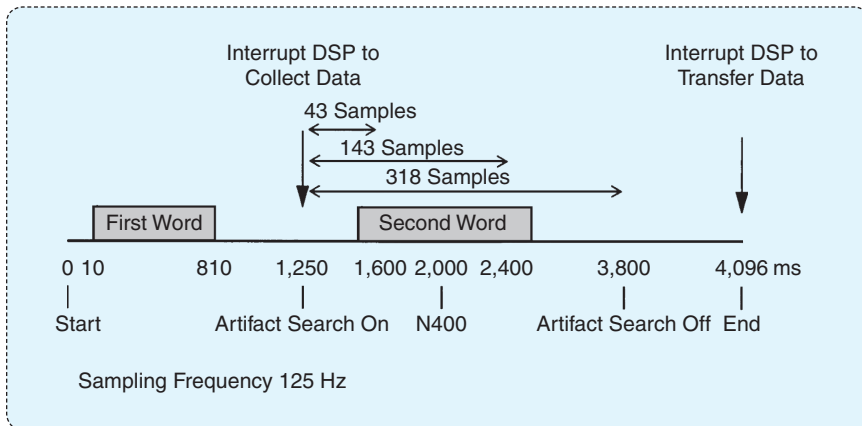 Interrupt DSP to
Collect Data
Interrupt DSP to
Transfer Data
43 Samples
143 Samples
318 Samples
First Word
Second Word
0 10 810 1,250 1,600 2,000 2,400 3,800 4,096 ms
Start Artifact Search On N400 Artifact Search Off End
Sampling Frequency 125 Hz